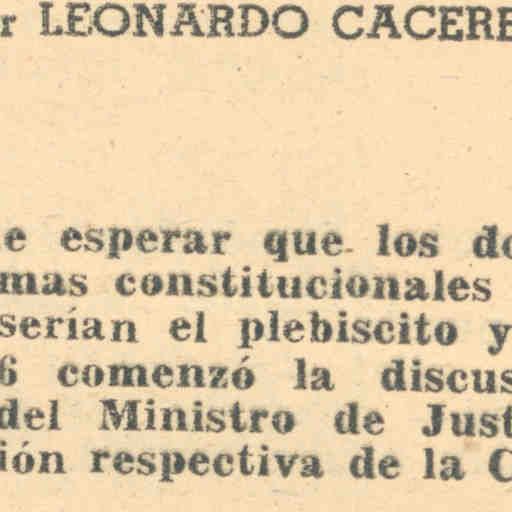 r LEONARDO CACERE
e esperar que los do
mas constitucionales
serían el plebiscito y
6 comenzó la discus
del Ministro de Just
ión respectiva de la C